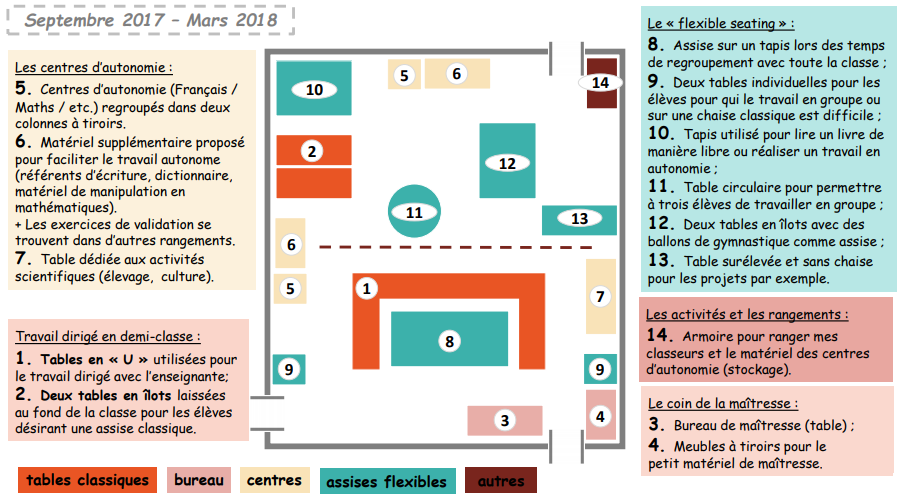 Septembre 2017 – Mars 2018
Les centres d'autonomie :
5. Centres d'autonomie (Français /
Maths / etc.) regroupés dans deux
colonnes à tiroirs.
6. Matériel supplémentaire proposé
pour faciliter le travail autonome
(référents d'écriture, dictionnaire,
matériel de manipulation en
mathématiques).
+ Les exercices de validation se
trouvent dans d'autres rangements.
7. Table dédiée aux activités
scientifiques (élevage, culture).
Travail dirigé en demi-classe :
1. Tables en « U » utilisées pour
le travail dirigé avec l'enseignante;
2. Deux tables en îlots laissées
au fond de la classe pour les élèves
désirant une assise classique.
10
5
6
14
2
12
11
13
6
5
1
7
8
9
9
3
4
Le « flexible seating » :
8. Assise sur un tapis lors des temps
de regroupement avec toute la classe ;
9. Deux tables individuelles pour les
élèves pour qui le travail en groupe ou
sur une chaise classique est difficile ;
10. Tapis utilisé pour lire un livre de
manière libre ou réaliser un travail en
autonomie ;
11. Table circulaire pour permettre
à trois élèves de travailler en groupe ;
12. Deux tables en îlots avec des
ballons de gymnastique comme assise ;
13. Table surélevée et sans chaise
pour les projets par exemple.
Les activités et les rangements :
14. Armoire pour ranger mes
classeurs et le matériel des centres
d'autonomie (stockage).
Le coin de la maîtresse :
3. Bureau de maîtresse (table) ;
4. Meubles à tiroirs pour le
petit matériel de maîtresse.
tables classiques
bureau
centres
assises flexibles
autres